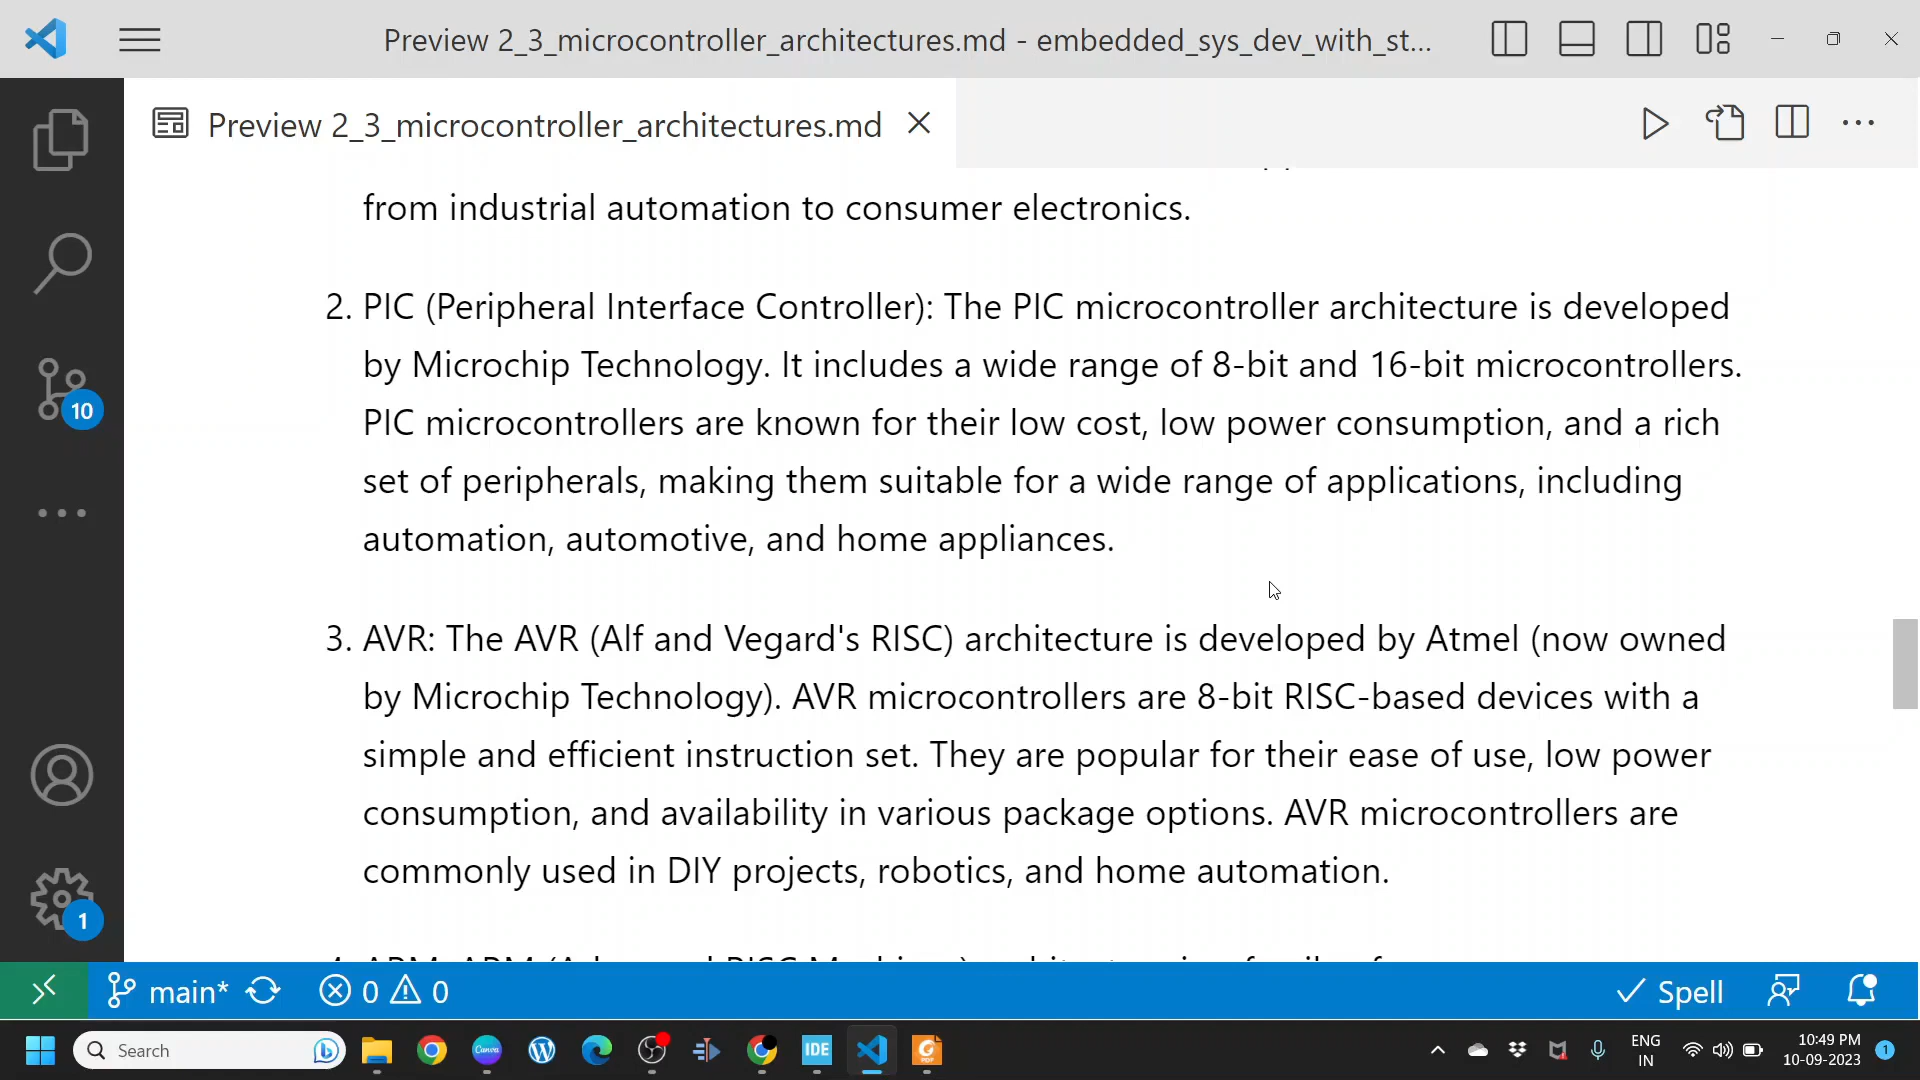 Preview 2_3_microcontroller_architectures.md - embedded_sys_dev_with_st...
Preview 2_3_microcontroller_architectures.md
from industrial automation to consumer electronics.
2. PIC (Peripheral Interface Controller): The PIC microcontroller architecture is developed
by Microchip Technology. It includes a wide range of 8-bit and 16-bit microcontrollers.
PIC microcontrollers are known for their low cost, low power consumption, and a rich
set of peripherals, making them suitable for a wide range of applications, including
automation, automotive, and home appliances.
3. AVR: The AVR (Alf and Vegard's RISC) architecture is developed by Atmel (now owned
by Microchip Technology). AVR microcontrollers are 8-bit RISC-based devices with a
simple and efficient instruction set. They are popular for their ease of use, low power
consumption, and availability in various package options. AVR microcontrollers are
commonly used in DIY projects, robotics, and home automation.
10
1
main* 0 0 Spell
Search
Canva
IDE
PDF
ENG
IN
10:49 PM
10-09-2023
1